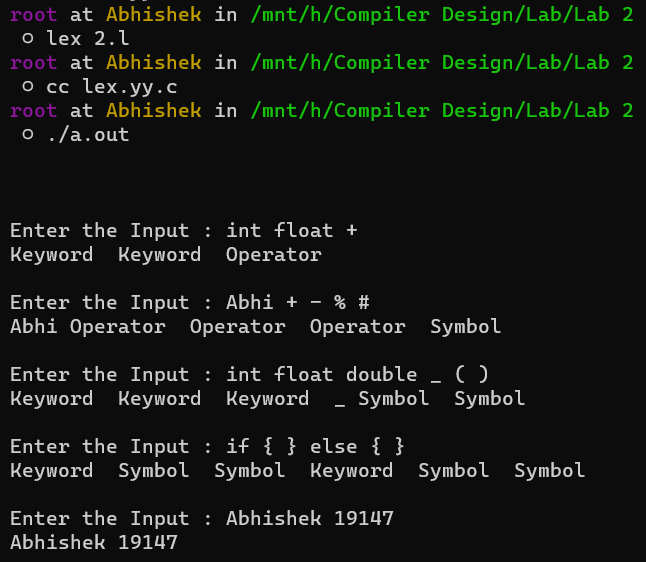 root at Abhishek in /mnt/h/Compiler Design/Lab/Lab 2
○ lex 2.l
root at Abhishek in /mnt/h/Compiler Design/Lab/Lab 2
○ cc lex.yy.c
root at Abhishek in /mnt/h/Compiler Design/Lab/Lab 2
○ ./a.out
Enter the Input : int float +
Keyword  Keyword  Operator
Enter the Input : Abhi + - % #
Abhi Operator  Operator  Operator  Symbol
Enter the Input : int float double _ ( )
Keyword  Keyword  Keyword  _ Symbol  Symbol
Enter the Input : if { } else { }
Keyword  Symbol  Symbol  Keyword  Symbol  Symbol
Enter the Input : Abhishek 19147
Abhishek 19147